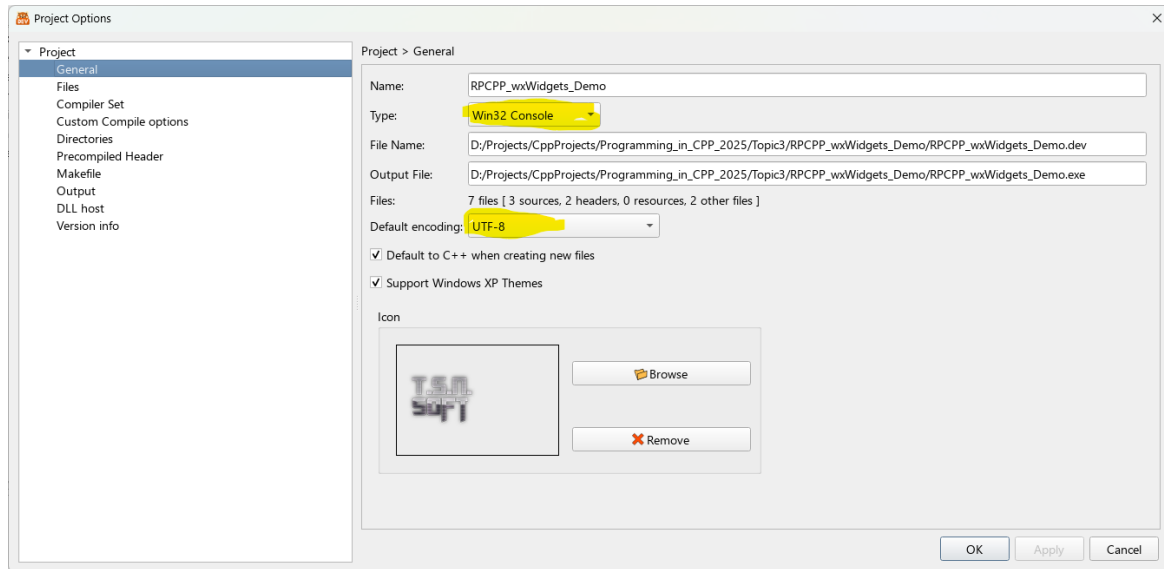 Project Options
Project
General
Files
Compiler Set
Custom Compile options
Directories
Precompiled Header
Makefile
Output
DLL host
Version info
Project > General
Name: RPCPP_wxWidgets_Demo
Type: Win32 Console
File Name: D:/Projects/CppProjects/Programming_in_CPP_2025/Topic3/RPCPP_wxWidgets_Demo/RPCPP_wxWidgets_Demo.dev
Output File: D:/Projects/CppProjects/Programming_in_CPP_2025/Topic3/RPCPP_wxWidgets_Demo/RPCPP_wxWidgets_Demo.exe
Files: 7 files [ 3 sources, 2 headers, 0 resources, 2 other files ]
Default encoding: UTF-8
Default to C++ when creating new files
Support Windows XP Themes
Icon
T.S.M.
SOFT
Browse
Remove
OK Apply Cancel